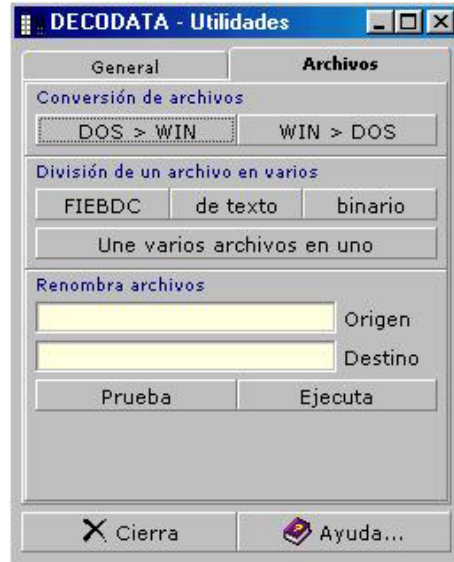 DECODATA - Utilidades
General Archivos
Conversión de archivos
DOS > WIN WIN > DOS
División de un archivo en varios
FIEBDC de texto binario
Une varios archivos en uno
Renombra archivos
Origen
Destino
Prueba Ejecuta
Cierra Ayuda...